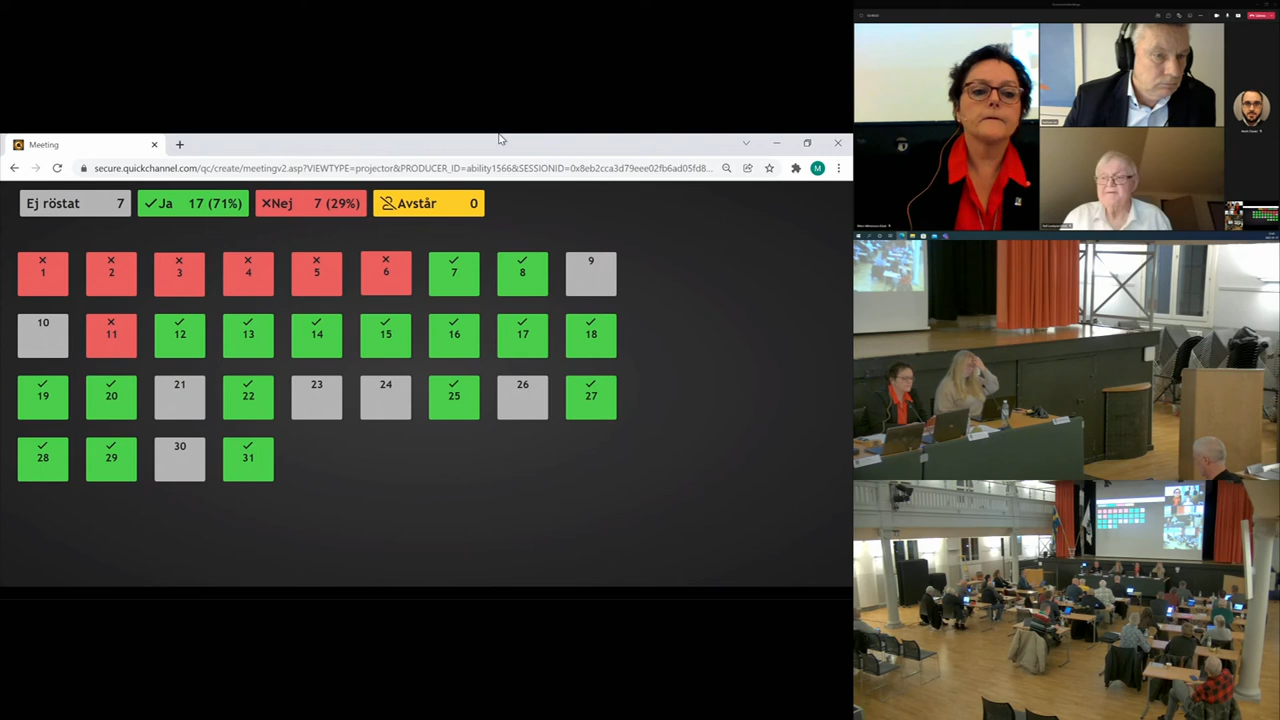 Meeting
secure.quickchannel.com/qc/create/meetingv2.asp?VIEWTYPE=projector&PRODUCER_ID=ability1566&SESSIONID=0x8eb2cca3d79eee02fb6ad05fd8...
M
Ej röstat 7
Ja 17 (71%)
Nej 7 (29%)
Avstår 0
1 2 3 4 5 6 7 8 9
10 11 12 13 14 15 16 17 18
19 20 21 22 23 24 25 26 27
28 29 30 31